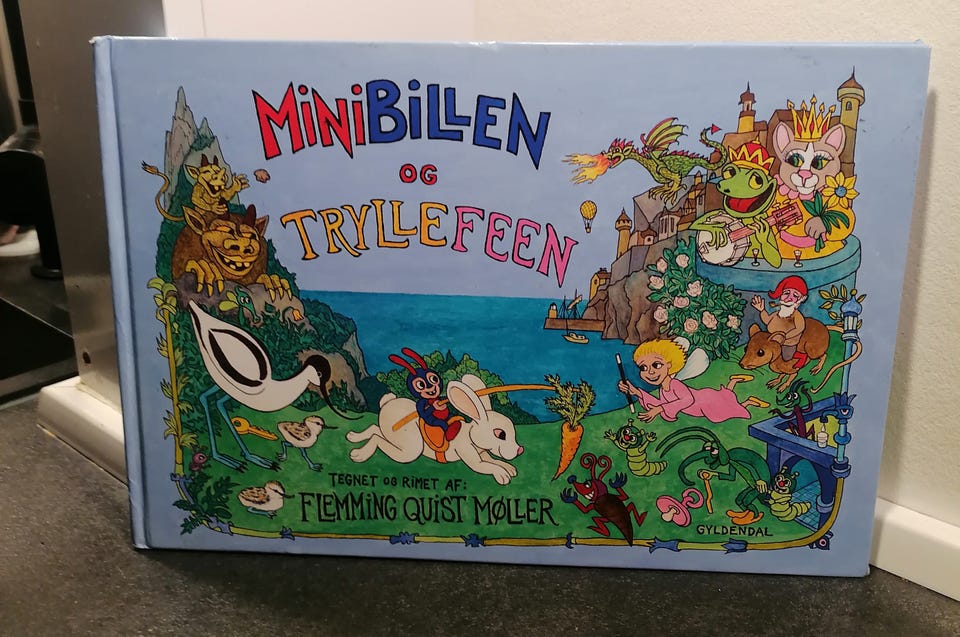 MiNiBiLLEN
OG
TRYLLEFEEN
TEGNET OG RIMET AF:
FLEMMING QUIST MØLLER
GYLDENDAL